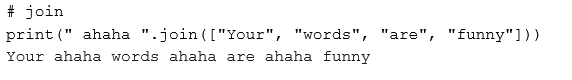 # join
print(" ahaha ".join(["Your", "words", "are", "funny"]))
Your ahaha words ahaha are ahaha funny